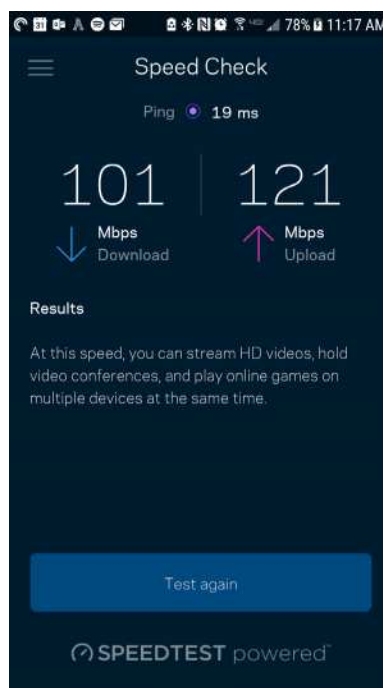 31 78% 11:17 AM
Speed Check
Ping 19 ms
101 121
Mbps Mbps
Download Upload
Results
At this speed, you can stream HD videos, hold
video conferences, and play online games on
multiple devices at the same time.
Test again
SPEEDTEST powered™